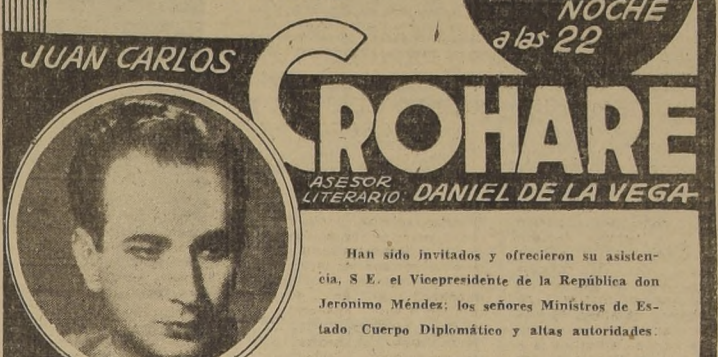 NOCHE
a las 22
JUAN CARLOS
CROHARE
ASESOR
LITERARIO DANIEL DE LA VEGA
Han sido invitados y ofrecieron su asisten-
cia, S E. el Vicepresidente de la República don
Jerónimo Méndez; los señores Ministros de Es-
tado Cuerpo Diplomático y altas autoridades.